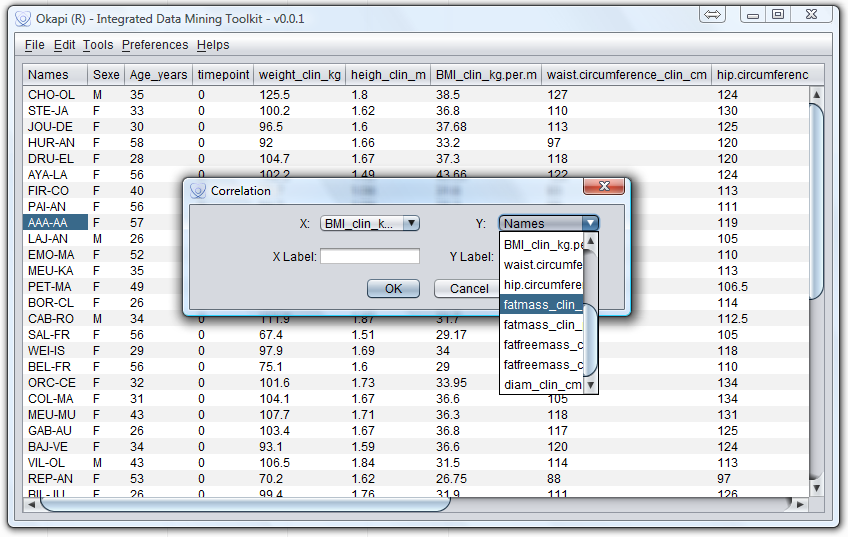 Okapi (R) - Integrated Data Mining Toolkit - v0.0.1
File Edit Tools Preferences Helps
Names Sexe Age_years timepoint weight_clin_kg heigh_clin_m BMI_clin_kg.per.m waist.circumference_clin_cm hip.circumferenc
CHO-OL M 35 0 125.5 1.8 38.5 127 124
STE-JA F 33 0 100.2 1.62 36.8 110 130
JOU-DE F 30 0 96.5 1.6 37.68 113 125
HUR-AN F 58 0 92 1.66 33.2 97 120
DRU-EL F 28 0 104.7 1.67 37.3 118 120
AYA-LA F 56 0 102.2 1.49 43.66 122 124
FIR-CO F 40 113
PAI-AN F 56 111
AAA-AA F 57 119
LAJ-AN M 26 105
EMO-MA F 52 110
MEU-KA F 35 113
PET-MA F 49 106.5
BOR-CL F 26 114
CAB-RO M 34 0 111.9 1.87 31.7 112.5
SAL-FR F 56 0 67.4 1.51 29.17 105
WEI-IS F 29 0 97.9 1.69 34 118
BEL-FR F 56 0 75.1 1.6 29 110
ORC-CE F 32 0 101.6 1.73 33.95 134
COL-MA F 31 0 104.1 1.67 36.6 105 134
MEU-MU F 43 0 107.7 1.71 36.3 118 131
GAB-AU F 26 0 103.4 1.67 36.8 117 125
BAJ-VE F 34 0 93.1 1.59 36.6 120 124
VIL-OL M 43 0 106.5 1.84 31.5 114 113
REP-AN F 53 0 70.2 1.62 26.75 88 97
BIL-JU F 26 0 99.4 1.76 31.9 111 126
Correlation
X: BMI_clin_k... Y: Names
X Label: Y Label:
OK Cancel
BMI_clin_kg.pe
waist.circumfe
hip.circumferen
fatmass_clin_
fatmass_clin_
fatfreemass_c
fatfreemass_c
diam_clin_cm